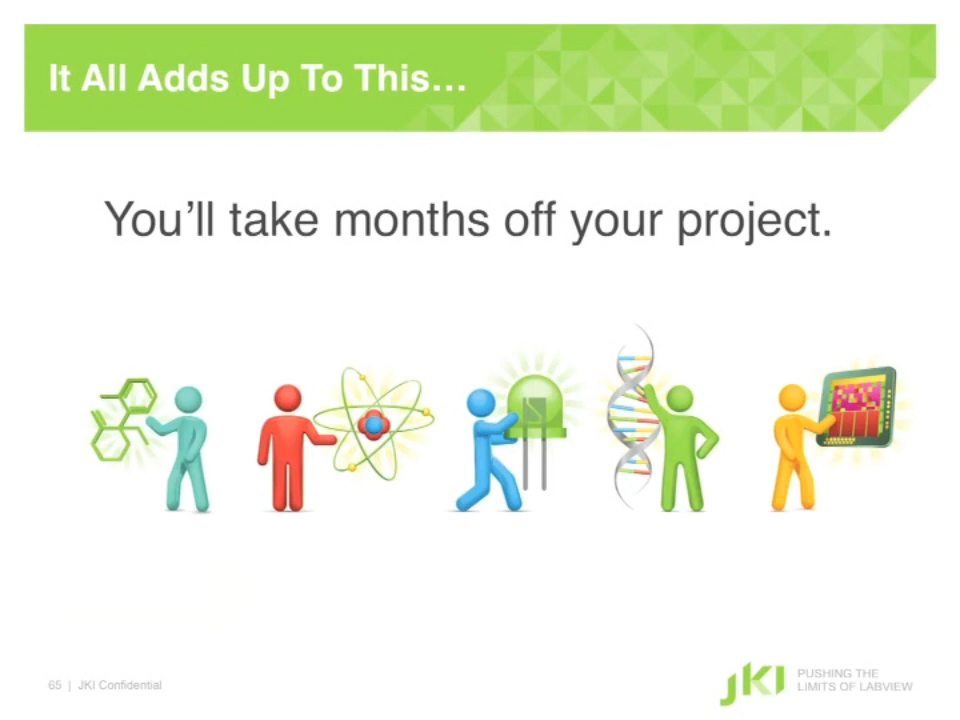 It All Adds Up To This…
You’ll take months off your project.
65 | JKI Confidential
JKI
PUSHING THE
LIMITS OF LABVIEW